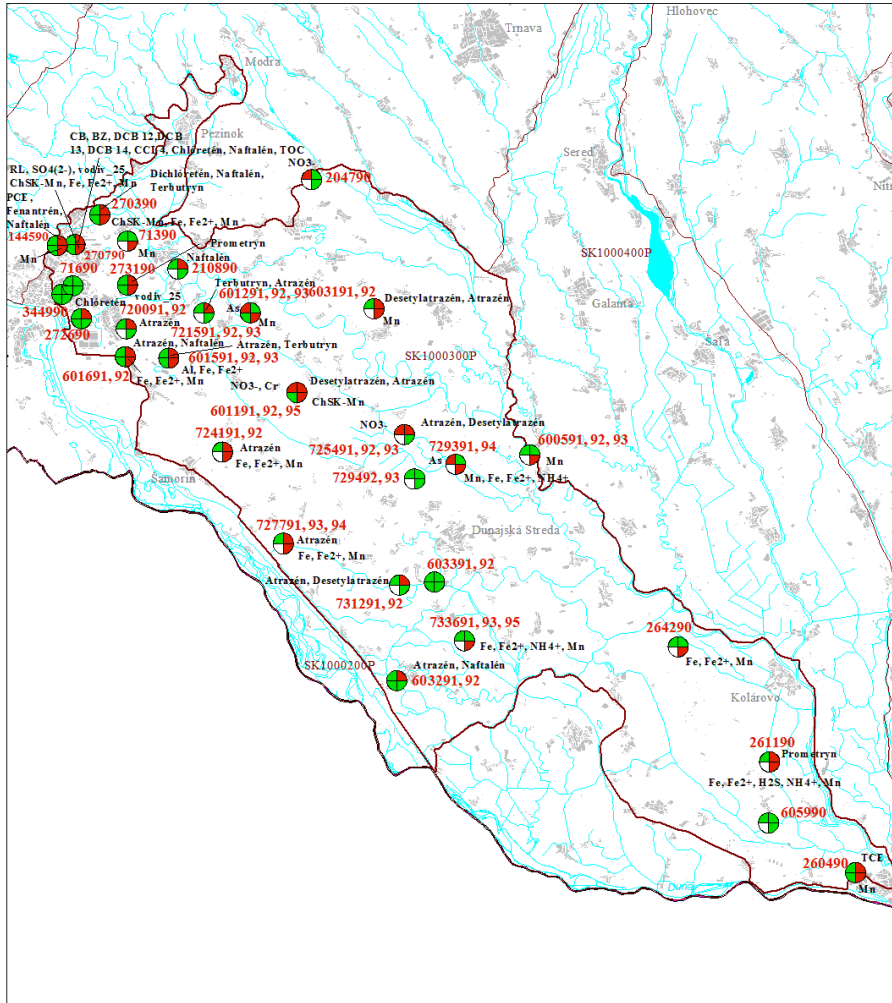 Hlohovec
Trnava
Modra
CB, BZ, DCB 12,DCB
13, DCB 14, CCl 4, Chlóretén, Naftalén, TOC
Pezinok
Sereď
NO3-
204790
RL, SO4(2-), vodiv_25
ChSK-Mn, Fe, Fe2+, Mn
Dichlóretén, Naftalén,
Terbutryn
PCE,
Fenantrén,
Naftalén
270390
ChSK-Mn, Fe, Fe2+, Mn
Nitr
144590
Mn
270790
71390
Mn
Prometryn
SK1000400P
71690
273190
Naftalén
210890
Terbutryn, Atrazén
601291, 92, 93
603191, 92
Desetylatrazén, Atrazén
Mn
Galanta
344990
Chlóretén
vodiv_25
720091, 92
As
Mn
272690
Atrazén
721591, 92, 93
Šaľa
Atrazén, Naftalén
Atrazén, Terbutryn
SK1000300P
601691, 92
Fe, Fe2+, Mn
601591, 92, 93
Al, Fe, Fe2+
NO3-, Cr
Desetylatrazén, Atrazén
ChSK-Mn
601191, 92, 95
724191, 92
Atrazén
Fe, Fe2+, Mn
NO3-
Atrazén, Desetylatrazén
725491, 92, 93
729391, 94
600591, 92, 93
As
Mn
Mn, Fe, Fe2+, NH4+
729492, 93
Šamorín
727791, 93, 94
Atrazén
Fe, Fe2+, Mn
Dunajská Streda
603391, 92
Atrazén, Desetylatrazén
731291, 92
733691, 93, 95
Fe, Fe2+, NH4+, Mn
264290
Fe, Fe2+, Mn
SK1000200P
Atrazén, Naftalén
603291, 92
Kolárovo
261190
Prometryn
Fe, Fe2+, H2S, NH4+, Mn
605990
260490
TCE
Mn